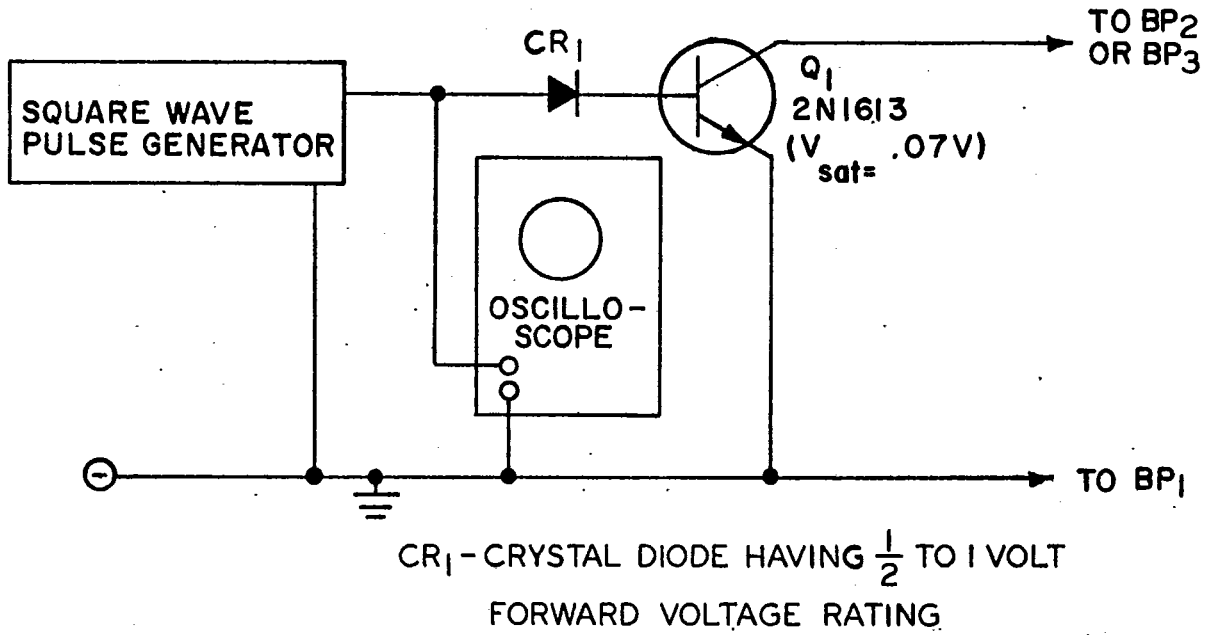 TO BP2
OR BP3
CR1
Q1
2N1613
(Vsat= .07V)
SQUARE WAVE
PULSE GENERATOR
OSCILLO-
SCOPE
TO BP1
CR1-CRYSTAL DIODE HAVING 1/2 TO 1 VOLT
FORWARD VOLTAGE RATING